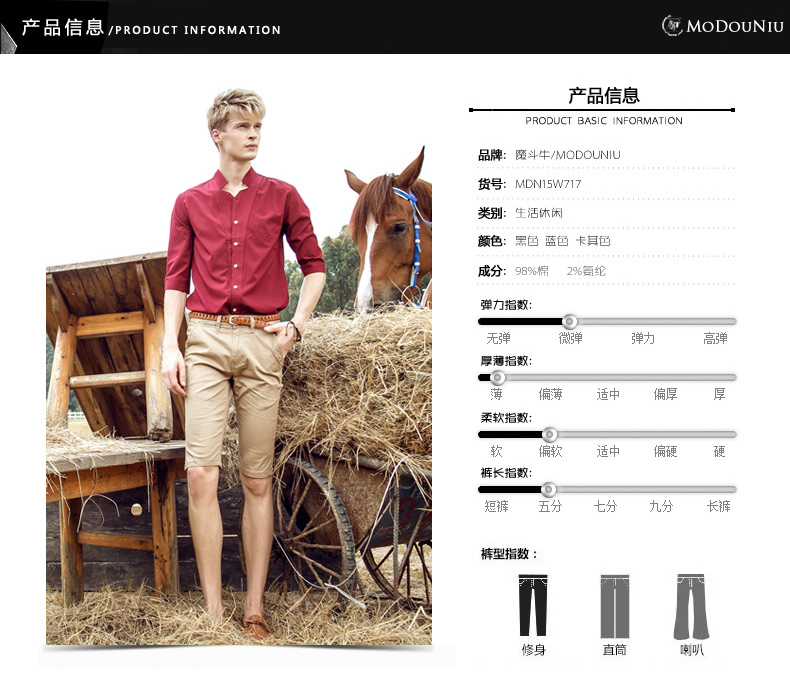 产品信息/PRODUCT INFORMATION
MODOUNIU
产品信息
PRODUCT BASIC INFORMATION
品牌: 魔斗牛/MODOUNIU
货号: MDN15W717
类别: 生活休闲
颜色: 黑色 蓝色 卡其色
成分: 98%棉 2%氨纶
弹力指数:
无弹 微弹 弹力 高弹
厚薄指数:
薄 偏薄 适中 偏厚 厚
柔软指数:
软 偏软 适中 偏硬 硬
裤长指数:
短裤 五分 七分 九分 长裤
裤型指数：
修身 直筒 喇叭